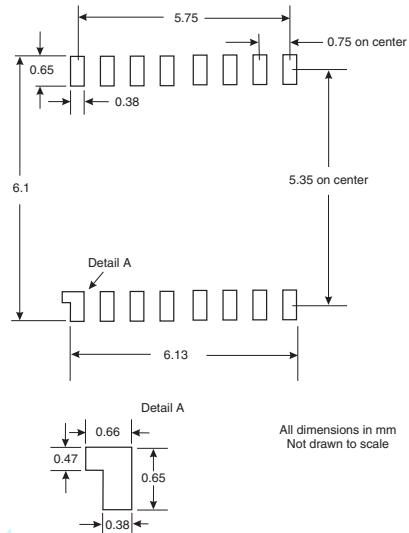 5.75
0.75 on center
0.65
0.38
6.1
5.35 on center
Detail A
6.13
Detail A
0.66
All dimensions in mm
Not drawn to scale
0.47
0.65
0.38